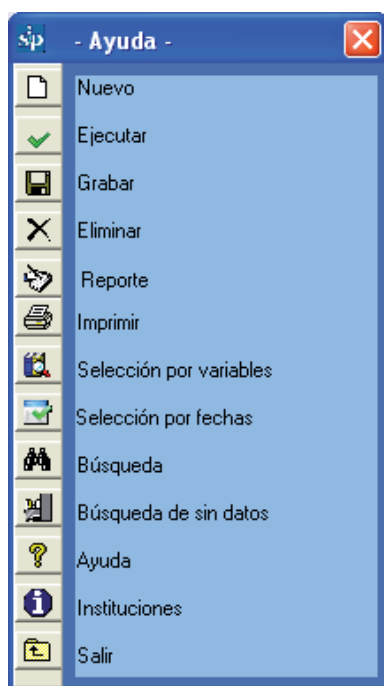 sip - Ayuda -
Nuevo
Ejecutar
Grabar
Eliminar
Reporte
Imprimir
Selección por variables
Selección por fechas
Búsqueda
Búsqueda de sin datos
Ayuda
Instituciones
Salir